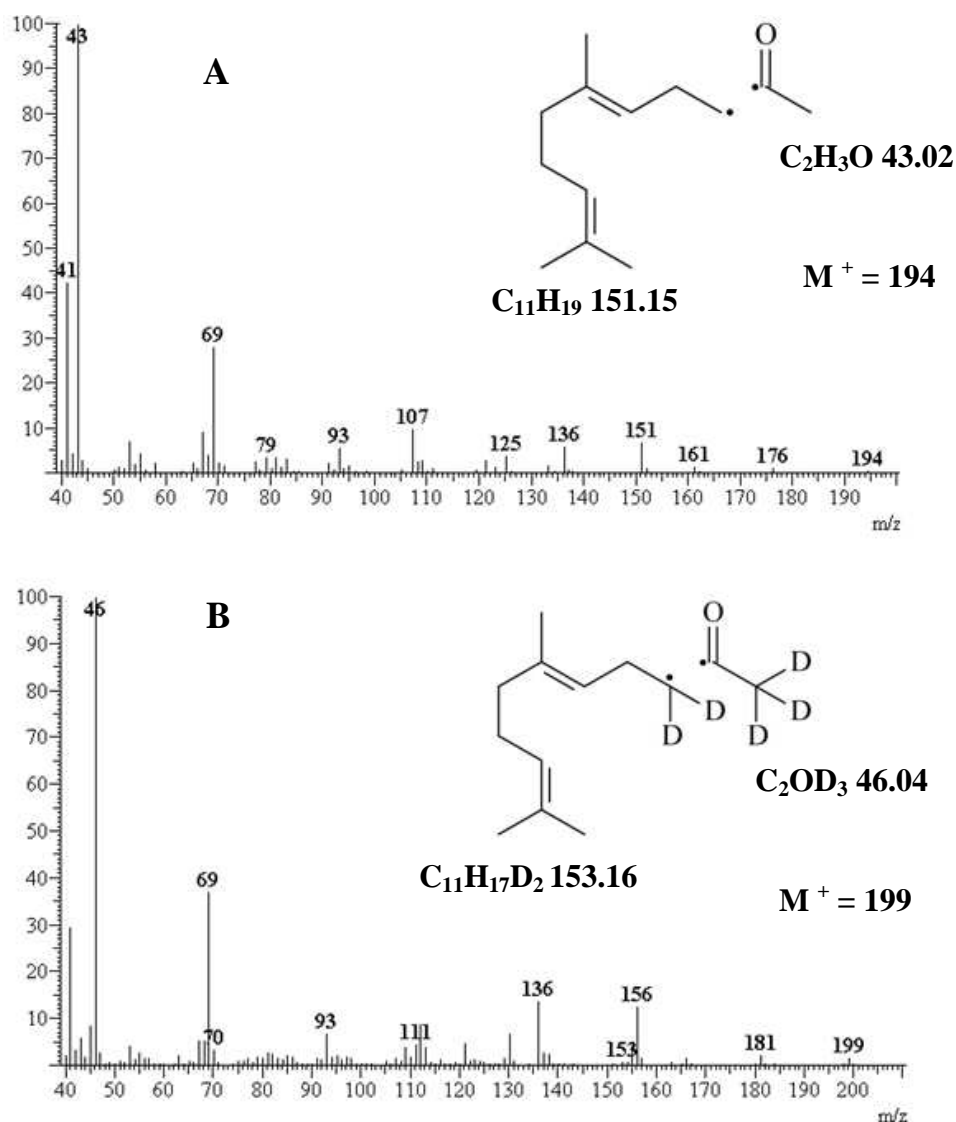 100
90
80
70
60
50
40
30
20
10
43
41
69
79
93
107
125
136
151
161
176
194
A
O
C₂H₃O 43.02
M ⁺ = 194
C₁₁H₁₉ 151.15
40 50 60 70 80 90 100 110 120 130 140 150 160 170 180 190
m/z
100
90
80
70
60
50
40
30
20
10
46
69
70
93
111
136
153
156
181
199
B
O
D
D
D
D
D
C₂OD₃ 46.04
C₁₁H₁₇D₂ 153.16
M ⁺ = 199
40 50 60 70 80 90 100 110 120 130 140 150 160 170 180 190 200
m/z